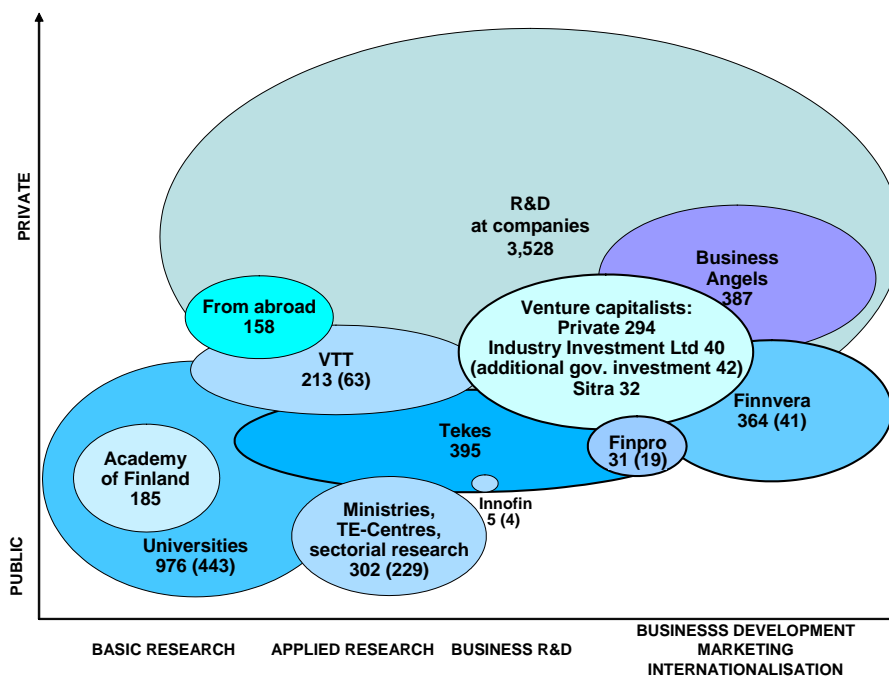 PRIVATE
PUBLIC
R&D
at companies
3,528
Business
Angels
387
From abroad
158
Venture capitalists:
Private 294
Industry Investment Ltd 40
(additional gov. investment 42)
Sitra 32
VTT
213 (63)
Finnvera
364 (41)
Tekes
395
Finpro
31 (19)
Academy
of Finland
185
Innofin
5 (4)
Ministries,
TE-Centres,
sectorial research
302 (229)
Universities
976 (443)
BASIC RESEARCH
APPLIED RESEARCH
BUSINESS R&D
BUSINESSS DEVELOPMENT
MARKETING
INTERNATIONALISATION